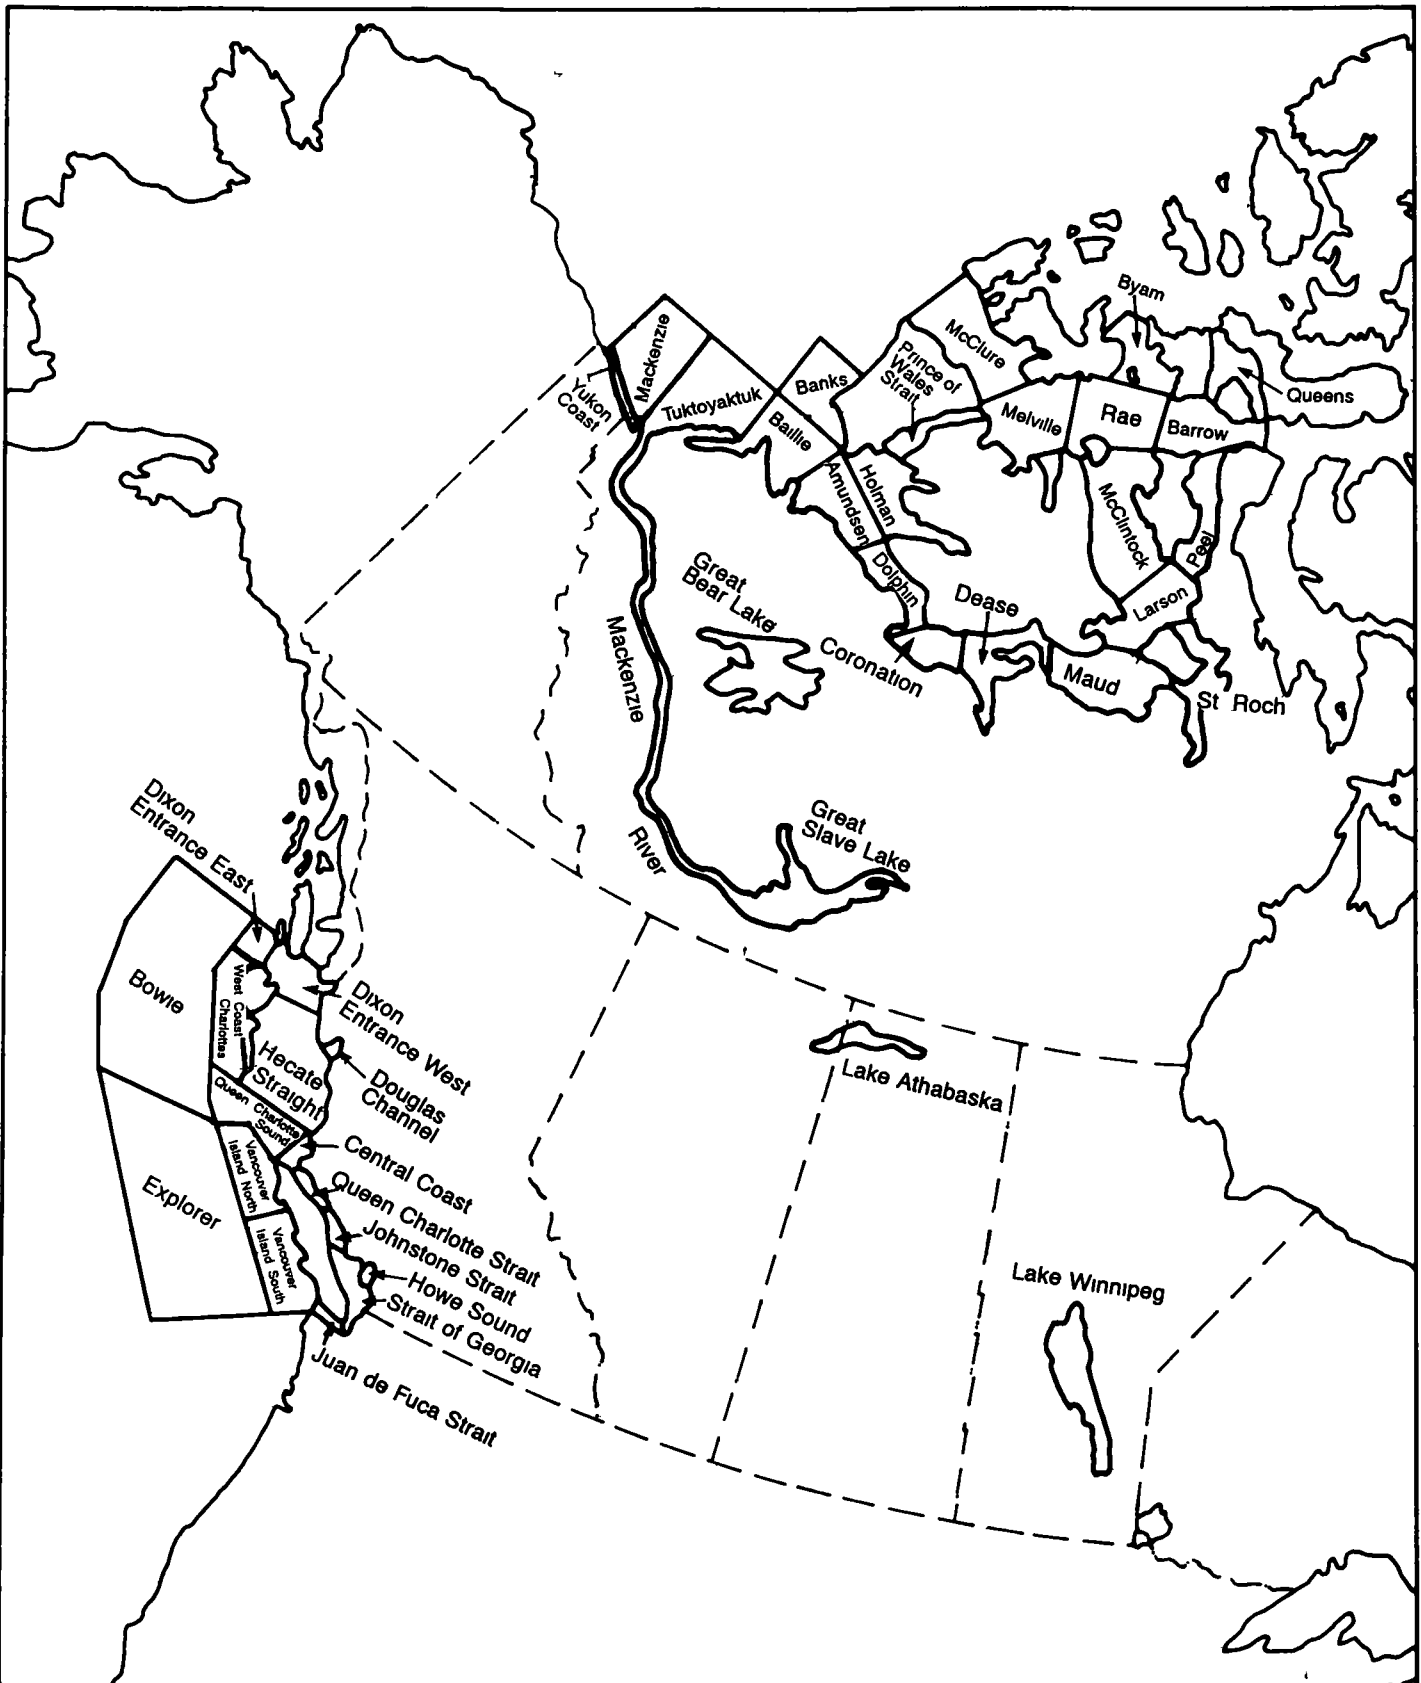 Byam
McClure
Mackenzie
Prince of
Wales
Strait
Banks
Queens
Yukon
Coast
Tuktoyaktuk
Baillie
Melville
Rae
Barrow
Amundsen
Holman
McClintock
Peel
Great
Bear Lake
Dolphin
Dease
Larson
Mackenzie
Coronation
Maud
St Roch
Dixon
Entrance East
River
Great
Slave Lake
Bowie
West Coast
Charlottes
Dixon
Entrance West
Hecate
Straight
Douglas
Channel
Lake Athabaska
Queen Charlotte
Sound
Central Coast
Vancouver
Island North
Queen Charlotte Strait
Explorer
Johnstone Strait
Vancouver
Island South
Howe Sound
Strait of Georgia
Lake Winnipeg
Juan de Fuca Strait